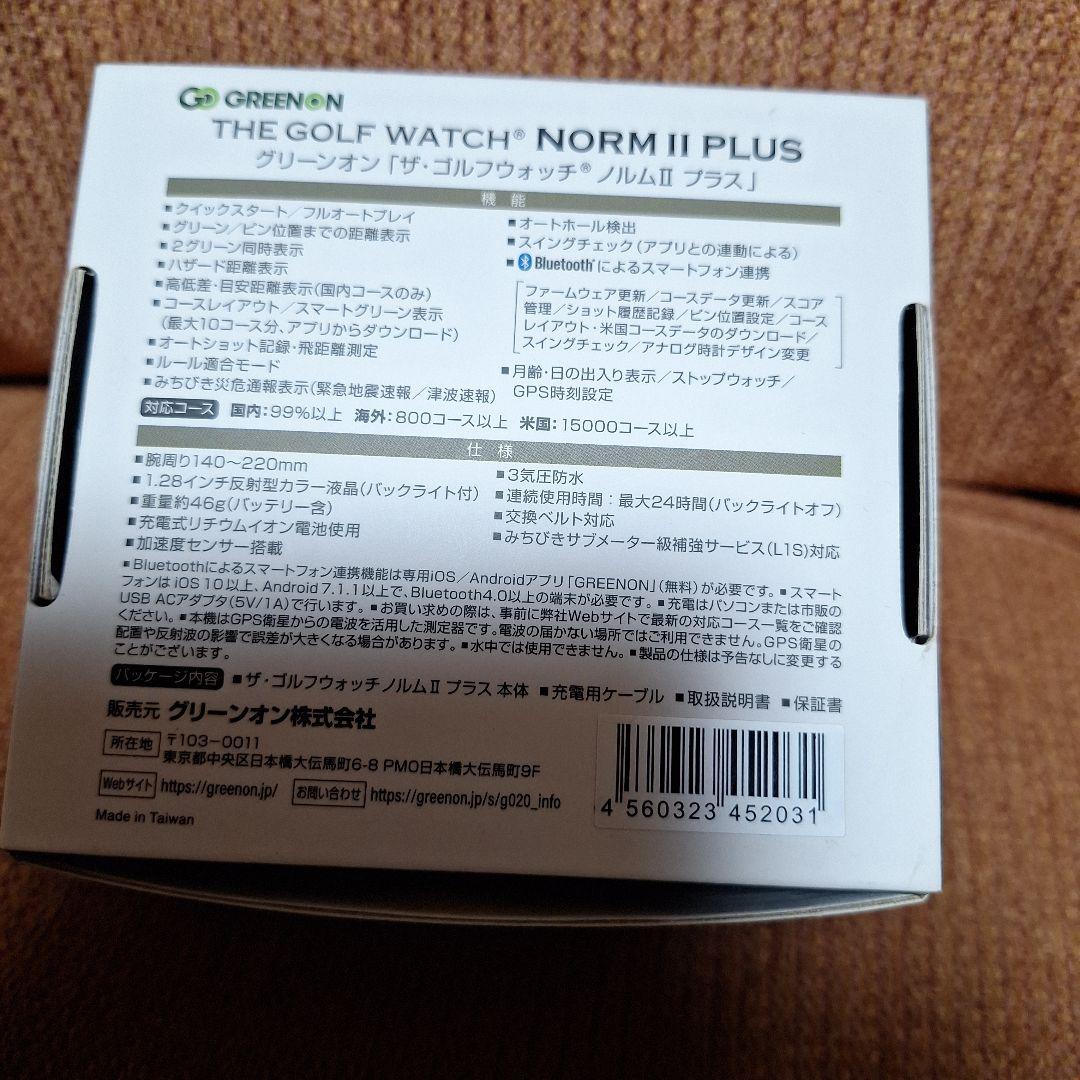 GREENON
THE GOLF WATCH® NORM II PLUS
グリーンオン「ザ・ゴルフウォッチ® ノルムⅡ プラス」
機 能
■クイックスタート／フルオートプレイ
■グリーン／ピン位置までの距離表示
■2グリーン同時表示
■ハザード距離表示
■高低差・目安距離表示(国内コースのみ)
■コースレイアウト／スマートグリーン表示
(最大10コース分、アプリからダウンロード)
■オートショット記録・飛距離測定
■ルール適合モード
■みちびき災危通報表示(緊急地震速報／津波速報)
■オートホール検出
■スイングチェック(アプリとの連動による)
■Bluetooth®によるスマートフォン連携
[ファームウェア更新／コースデータ更新／スコア
管理／ショット履歴記録／ピン位置設定／コース
レイアウト・米国コースデータのダウンロード／
スイングチェック／アナログ時計デザイン変更]
■月齢・日の出入り表示／ストップウォッチ／
GPS時刻設定
対応コース 国内：99%以上 海外：800コース以上 米国：15000コース以上
仕 様
■腕周り140～220mm
■1.28インチ反射型カラー液晶(バックライト付)
■重量約46g(バッテリー含)
■充電式リチウムイオン電池使用
■加速度センサー搭載
■3気圧防水
■連続使用時間：最大24時間(バックライトオフ)
■交換ベルト対応
■みちびきサブメーター級補強サービス(L1S)対応
■Bluetoothによるスマートフォン連携機能は専用iOS／Androidアプリ「GREENON」(無料)が必要です。■スマート
フォンは iOS 10以上、Android 7.1.1以上で、Bluetooth4.0以上の端末が必要です。■充電はパソコンまたは市販の
USB ACアダプタ(5V/1A)で行います。■お買い求めの際は、事前に弊社Webサイトで最新の対応コース一覧をご確認
ください。■本機はGPS衛星からの電波を活用した測定器です。電波の届かない場所ではご利用できません。GPS衛星の
配置や反射波の影響で誤差が大きくなる場合があります。■水中では使用できません。■製品の仕様は予告なしに変更する
ことがございます。
パッケージ内容 ■ザ・ゴルフウォッチノルムⅡ プラス 本体 ■充電用ケーブル ■取扱説明書 ■保証書
販売元 グリーンオン株式会社
所在地 〒103-0011
東京都中央区日本橋大伝馬町6-8 PMO日本橋大伝馬町9F
Webサイト https://greenon.jp/ お問い合わせ https://greenon.jp/s/g020_info
Made in Taiwan
4 560323 452031